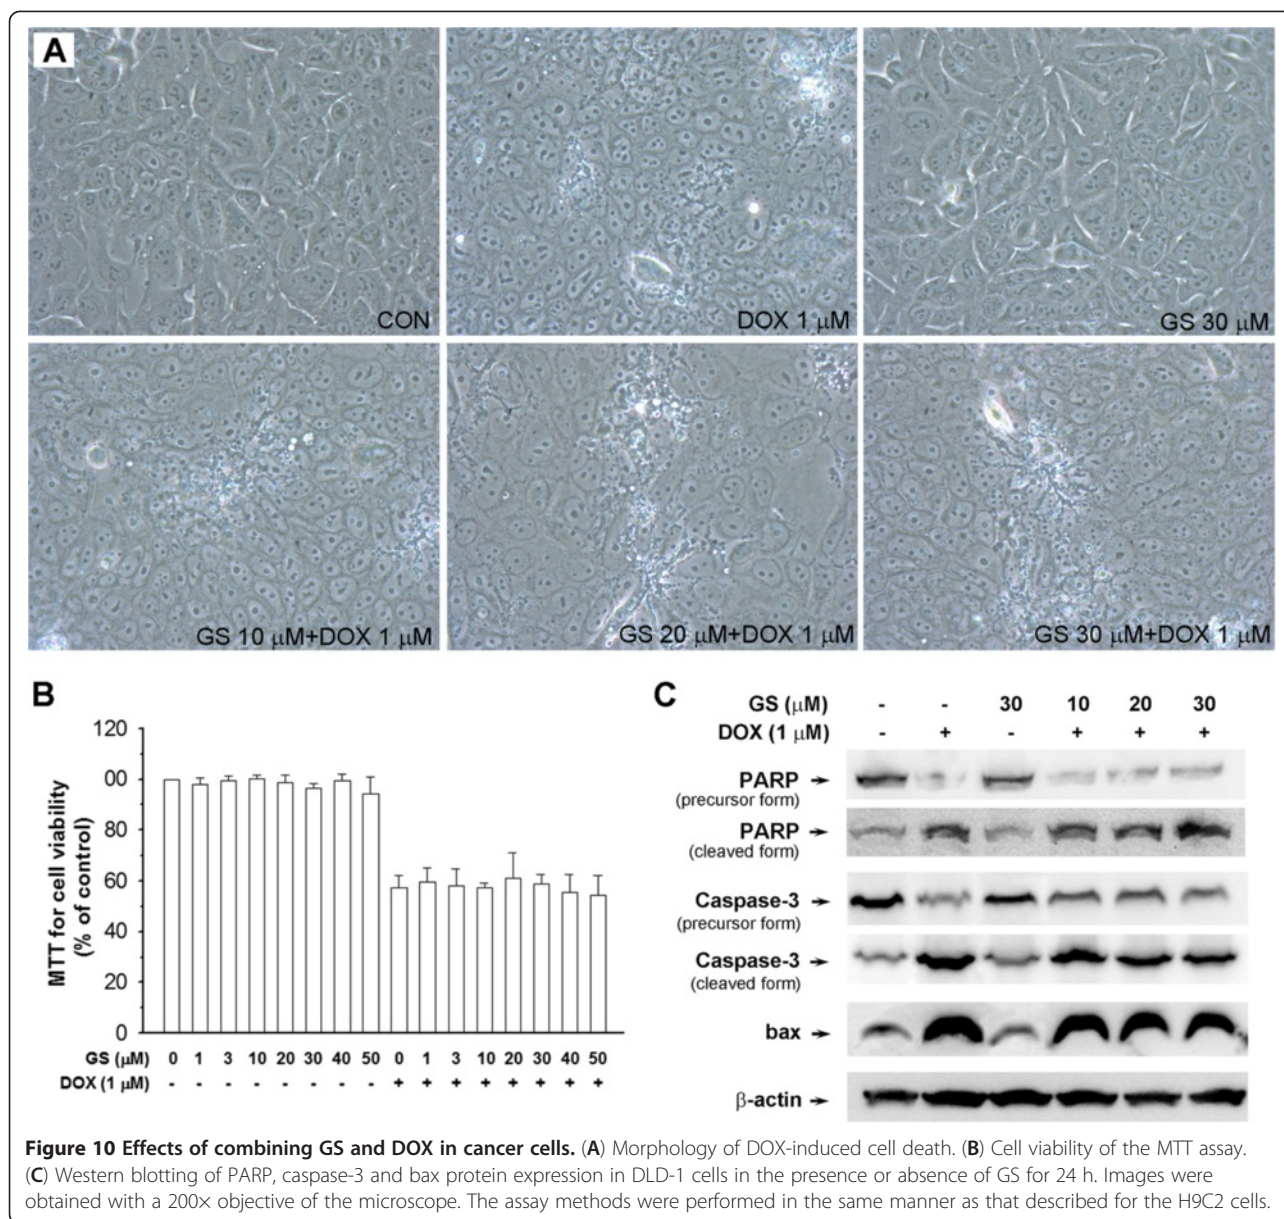 A
CON
DOX 1 μM
GS 30 μM
GS 10 μM+DOX 1 μM
GS 20 μM+DOX 1 μM
GS 30 μM+DOX 1 μM
B
MTT for cell viability
(% of control)
120
00
80
60
40
20
0
GS (μM) 0 1 3 10 20 30 40 50 0 1 3 10 20 30 40 50
DOX (1 μM) - - - - - - - - + + + + + + + +
C
GS (μM) - - 30 10 20 30
DOX (1 μM) - + - + + +
PARP
(precursor form)
PARP
(cleaved form)
Caspase-3
(precursor form)
Caspase-3
(cleaved form)
bax
β-actin
Figure 10 Effects of combining GS and DOX in cancer cells. (A) Morphology of DOX-induced cell death. (B) Cell viability of the MTT assay.
(C) Western blotting of PARP, caspase-3 and bax protein expression in DLD-1 cells in the presence or absence of GS for 24 h. Images were
obtained with a 200× objective of the microscope. The assay methods were performed in the same manner as that described for the H9C2 cells.